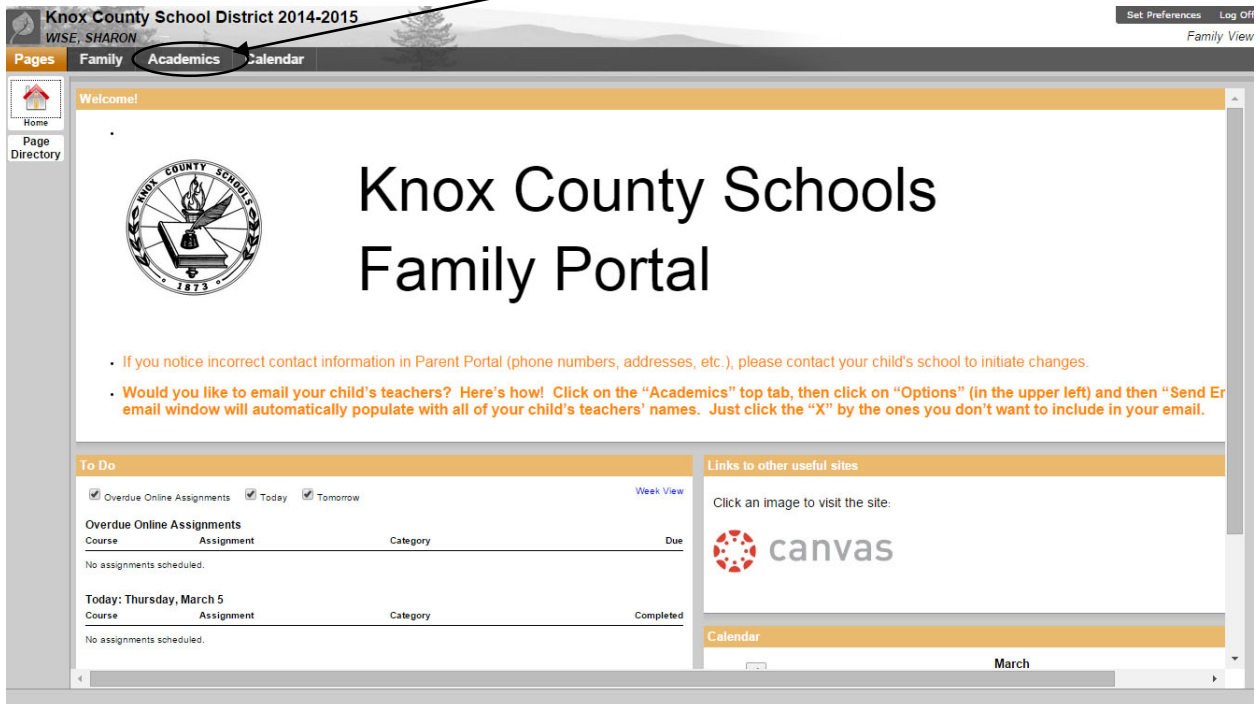 Knox County School District 2014-2015
WISE, SHARON
Set Preferences Log Off
Family View
Pages Family Academics Calendar
Home
Page
Directory
Welcome!
KNOX COUNTY SCHOOLS
1873
Knox County Schools
Family Portal
• If you notice incorrect contact information in Parent Portal (phone numbers, addresses, etc.), please contact your child's school to initiate changes.
• Would you like to email your child's teachers? Here's how! Click on the “Academics” top tab, then click on “Options” (in the upper left) and then “Send Er
email window will automatically populate with all of your child's teachers' names. Just click the “X” by the ones you don't want to include in your email.
To Do
Overdue Online Assignments Today Tomorrow Week View
Overdue Online Assignments
Course Assignment Category Due
No assignments scheduled.
Today: Thursday, March 5
Course Assignment Category Completed
No assignments scheduled.
Links to other useful sites
Click an image to visit the site:
canvas
Calendar
March